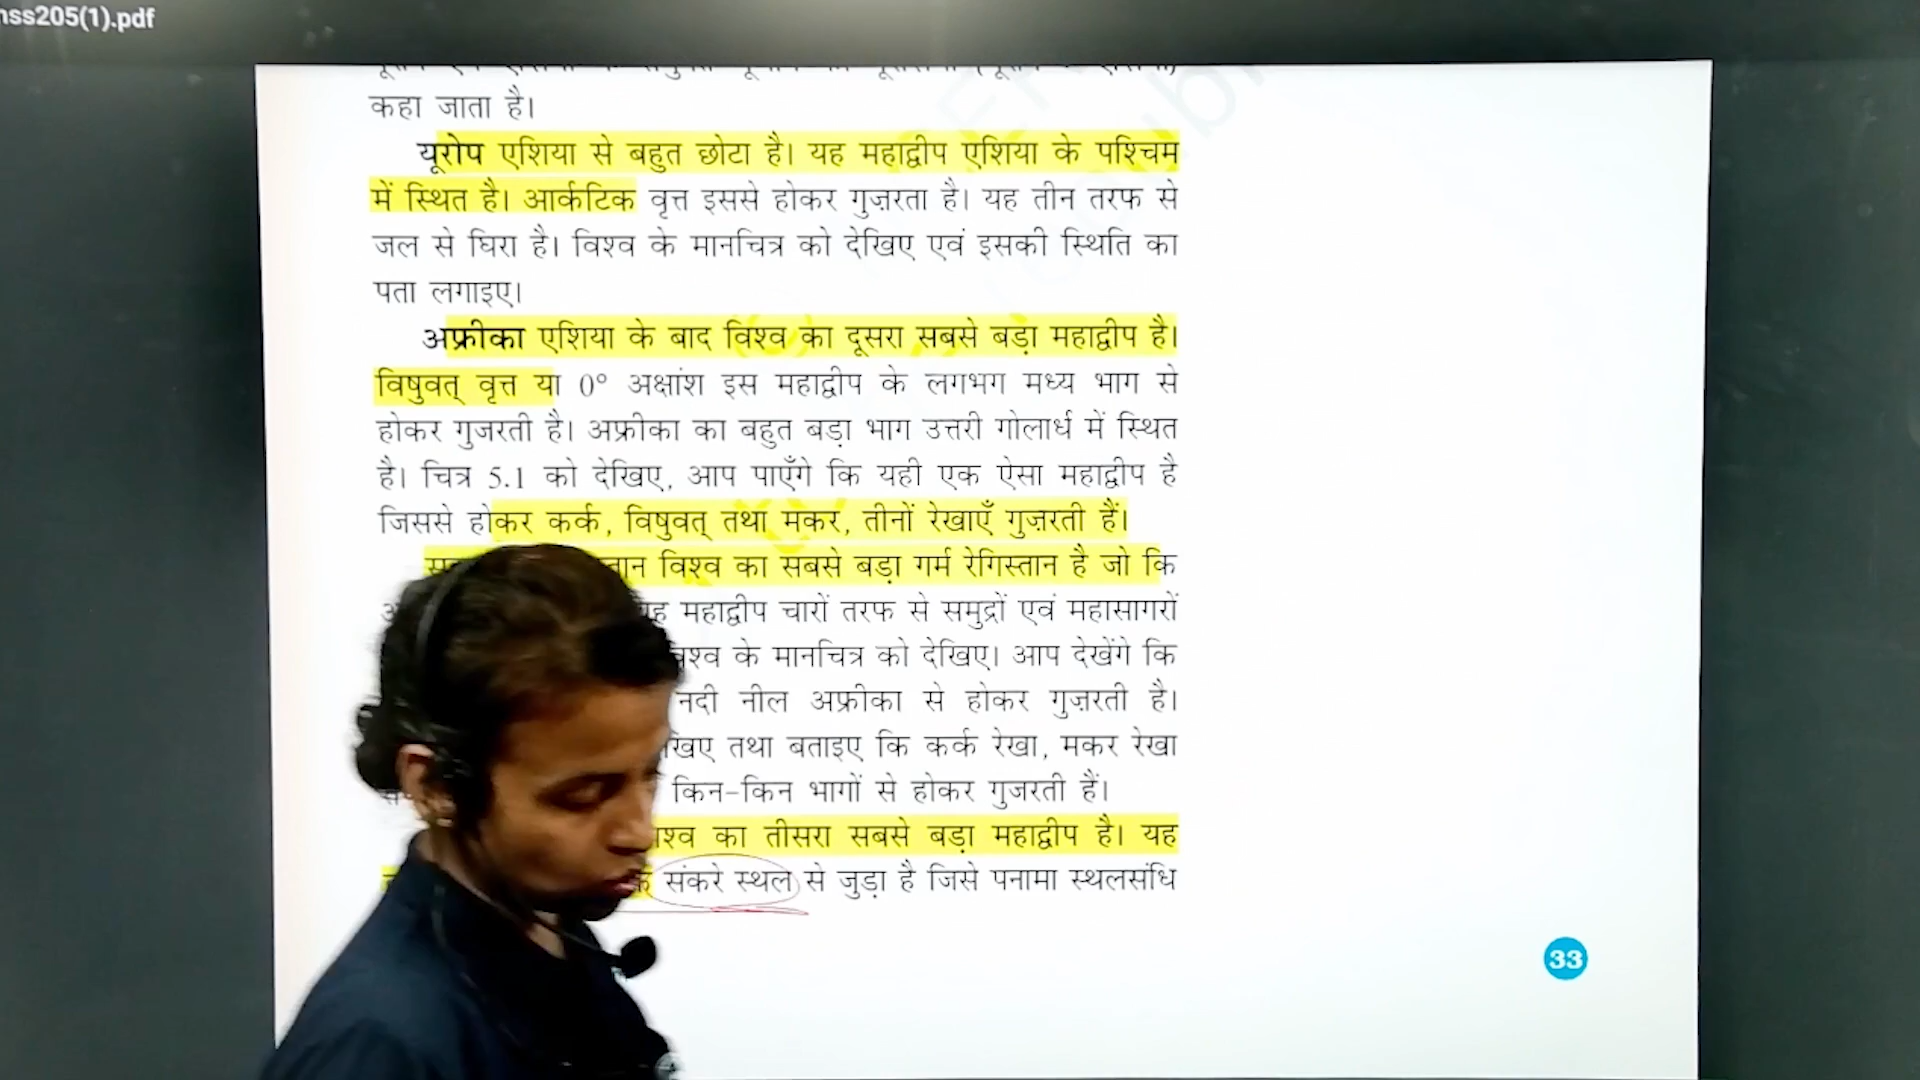 nss205(1).pdf
कहा जाता है।
यूरोप एशिया से बहुत छोटा है। यह महाद्वीप एशिया के पश्चिम
में स्थित है। आर्कटिक वृत्त इससे होकर गुज़रता है। यह तीन तरफ से
जल से घिरा है। विश्व के मानचित्र को देखिए एवं इसकी स्थिति का
पता लगाइए।
अफ्रीका एशिया के बाद विश्व का दूसरा सबसे बड़ा महाद्वीप है।
विषुवत् वृत्त या 0° अक्षांश इस महाद्वीप के लगभग मध्य भाग से
होकर गुजरती है। अफ्रीका का बहुत बड़ा भाग उत्तरी गोलार्ध में स्थित
है। चित्र 5.1 को देखिए, आप पाएँगे कि यही एक ऐसा महाद्वीप है
जिससे होकर कर्क, विषुवत् तथा मकर, तीनों रेखाएँ गुज़रती हैं।
विश्व का सबसे बड़ा गर्म रेगिस्तान है जो कि
महाद्वीप चारों तरफ से समुद्रों एवं महासागरों
के मानचित्र को देखिए। आप देखेंगे कि
नदी नील अफ्रीका से होकर गुज़रती है।
तथा बताइए कि कर्क रेखा, मकर रेखा
किन-किन भागों से होकर गुजरती हैं।
का तीसरा सबसे बड़ा महाद्वीप है। यह
संकरे स्थल से जुड़ा है जिसे पनामा स्थलसंधि
33